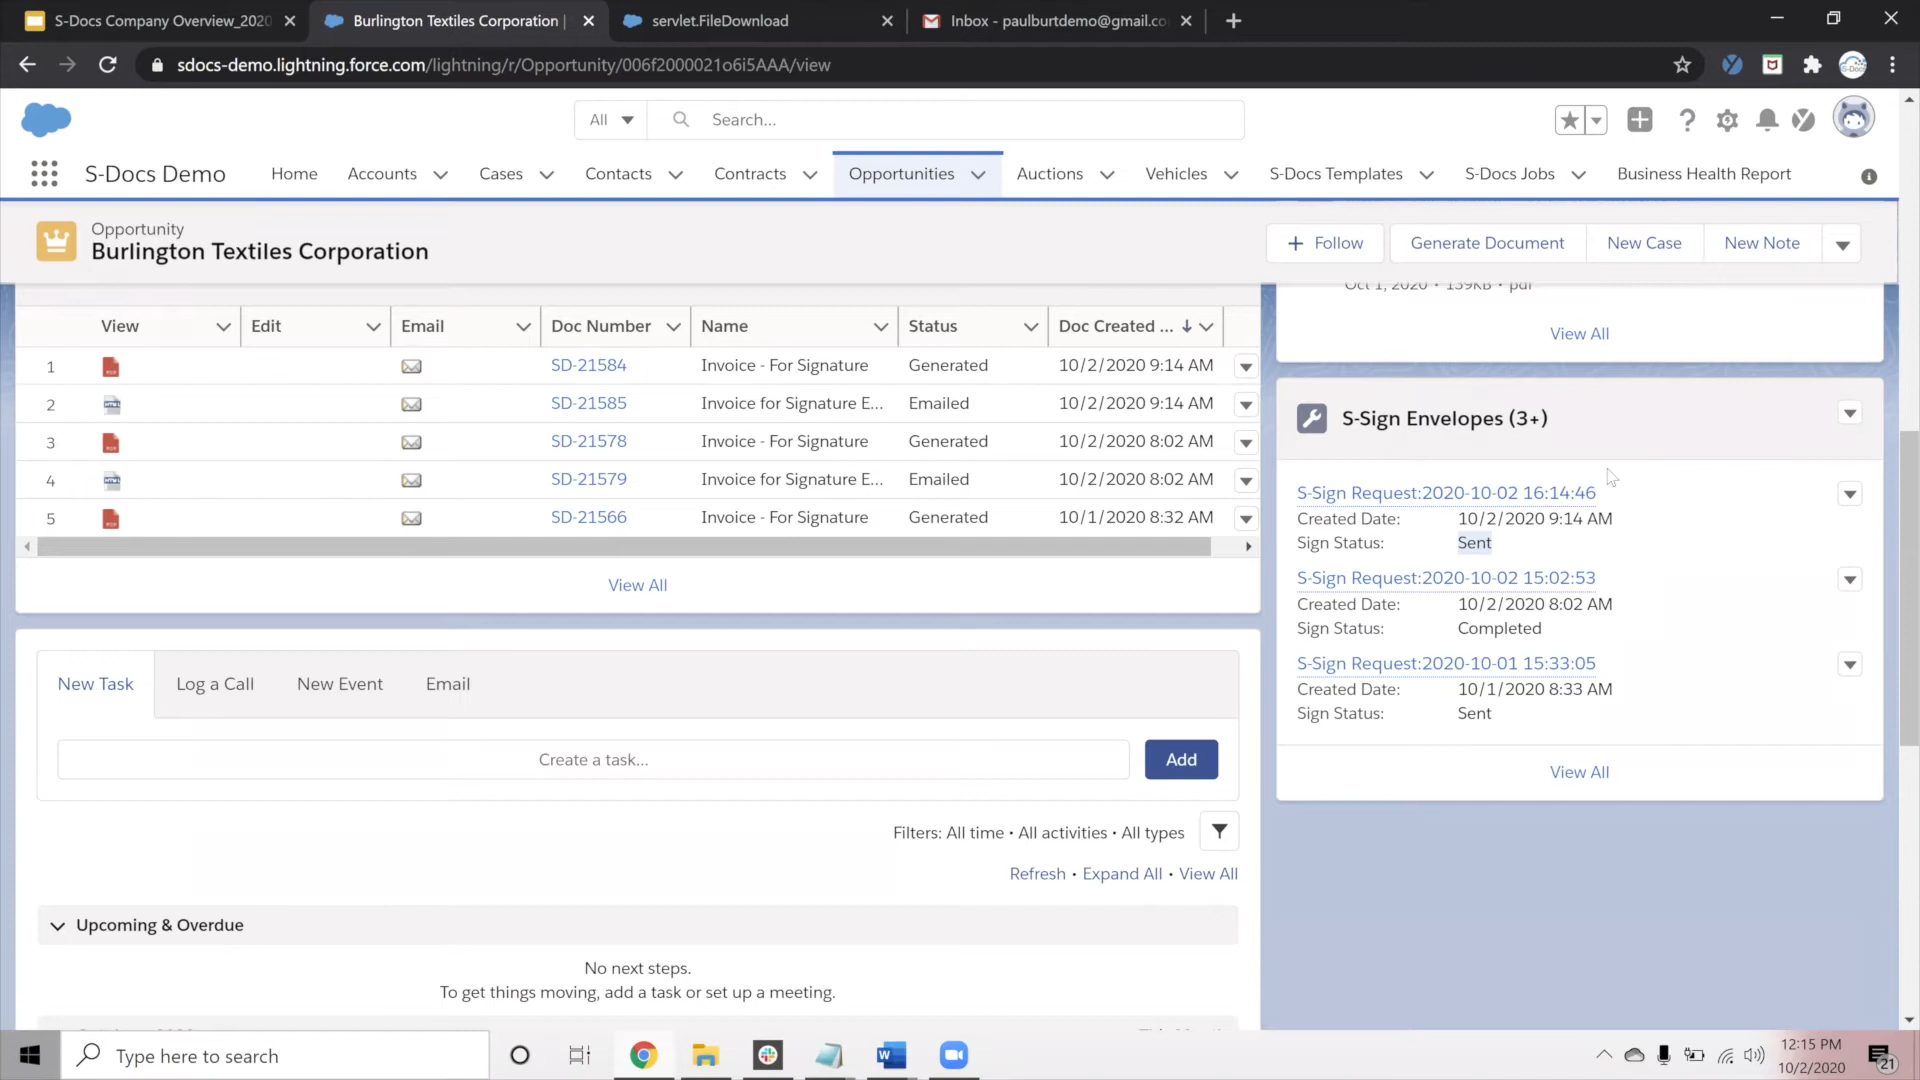 S-Docs Company Overview_2020
Burlington Textiles Corporation |
servlet.FileDownload
Inbox - paulburtdemo@gmail.co
sdocs-demo.lightning.force.com/lightning/r/Opportunity/006f2000021o6i5AAA/view
All
Search...
S-Docs Demo
Home
Accounts
Cases
Contacts
Contracts
Opportunities
Auctions
Vehicles
S-Docs Templates
S-Docs Jobs
Business Health Report
Opportunity
Burlington Textiles Corporation
+ Follow
Generate Document
New Case
New Note
View Edit Email Doc Number Name Status Doc Created ...
1 SD-21584 Invoice - For Signature Generated 10/2/2020 9:14 AM
2 SD-21585 Invoice for Signature E... Emailed 10/2/2020 9:14 AM
3 SD-21578 Invoice - For Signature Generated 10/2/2020 8:02 AM
4 SD-21579 Invoice for Signature E... Emailed 10/2/2020 8:02 AM
5 SD-21566 Invoice - For Signature Generated 10/1/2020 8:32 AM
View All
Oct 1, 2020 • 139KB • pdf
View All
S-Sign Envelopes (3+)
S-Sign Request:2020-10-02 16:14:46
Created Date: 10/2/2020 9:14 AM
Sign Status: Sent
S-Sign Request:2020-10-02 15:02:53
Created Date: 10/2/2020 8:02 AM
Sign Status: Completed
S-Sign Request:2020-10-01 15:33:05
Created Date: 10/1/2020 8:33 AM
Sign Status: Sent
View All
New Task
Log a Call
New Event
Email
Create a task...
Add
Filters: All time • All activities • All types
Refresh • Expand All • View All
Upcoming & Overdue
No next steps.
To get things moving, add a task or set up a meeting.
Type here to search
12:15 PM
10/2/2020
21